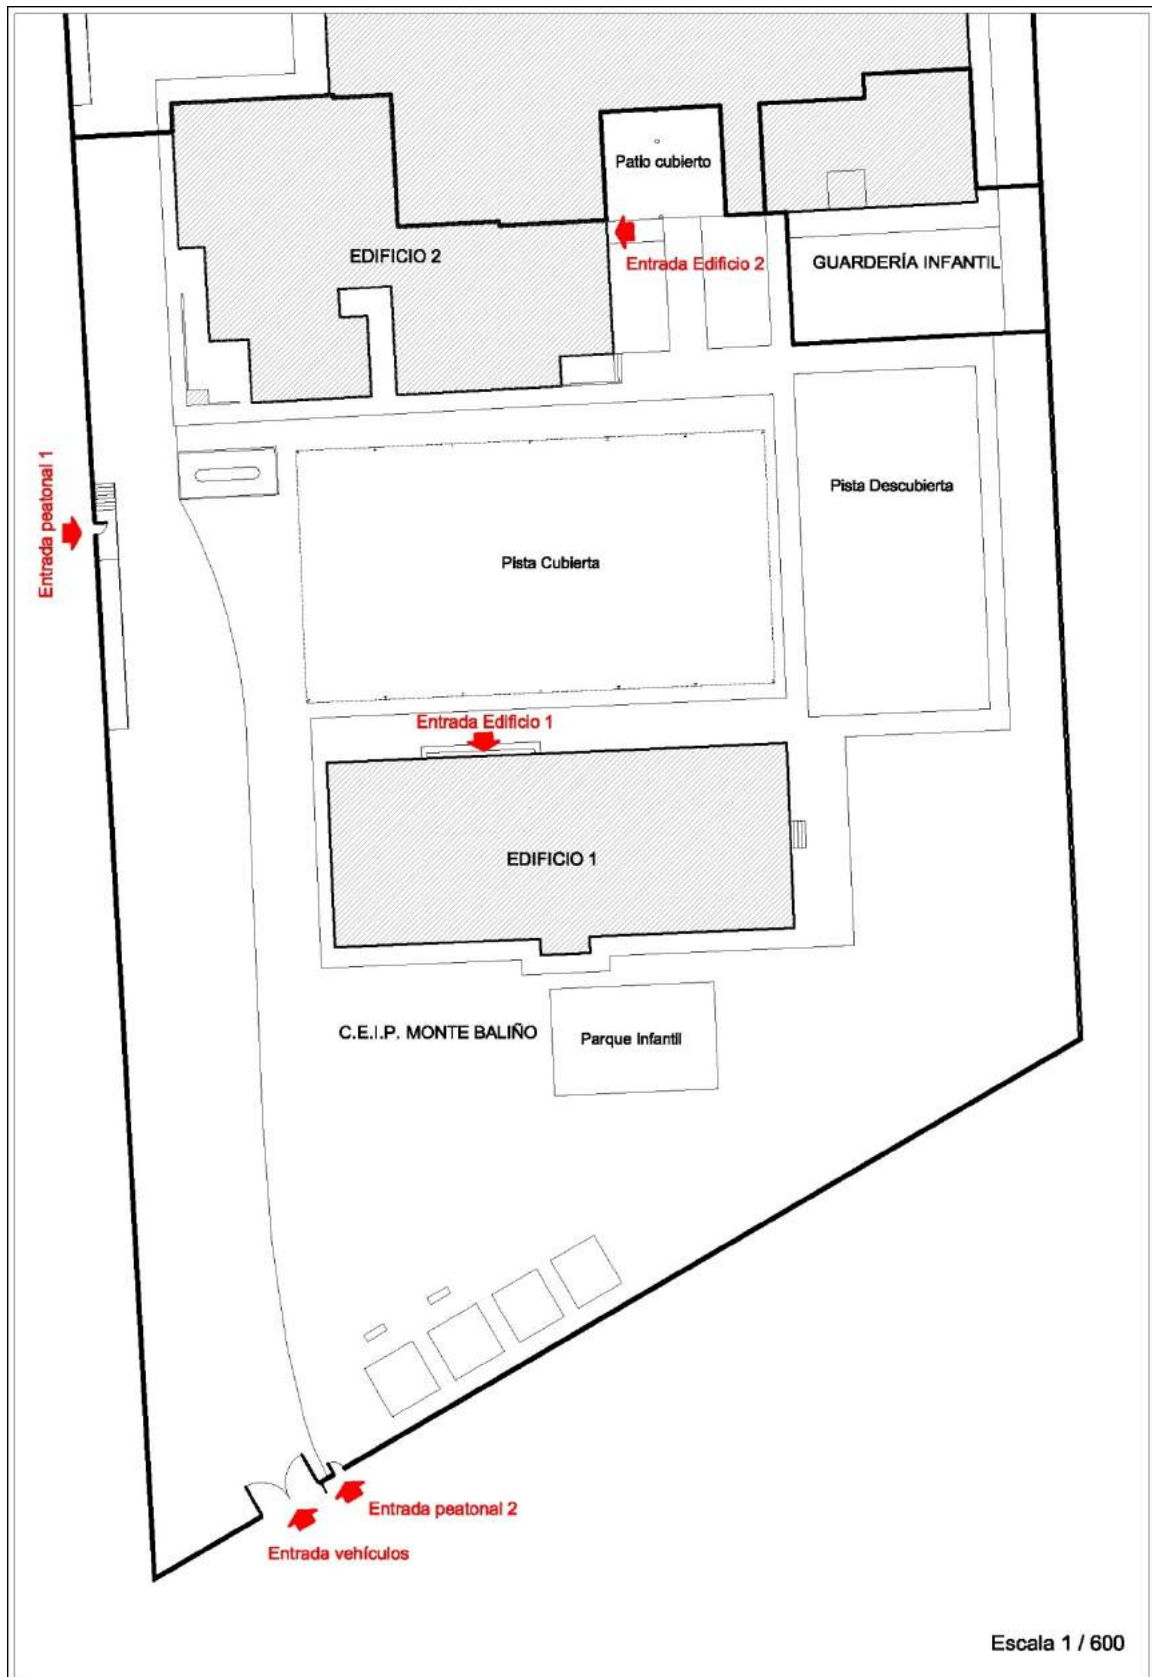 Patio cubierto
EDIFICIO 2
Entrada Edificio 2
GUARDERÍA INFANTIL
Entrada peatonal 1
Pista Descubierta
Pista Cubierta
Entrada Edificio 1
EDIFICIO 1
C.E.I.P. MONTE BALIÑO
Parque Infantil
Entrada peatonal 2
Entrada vehículos
Escala 1 / 600